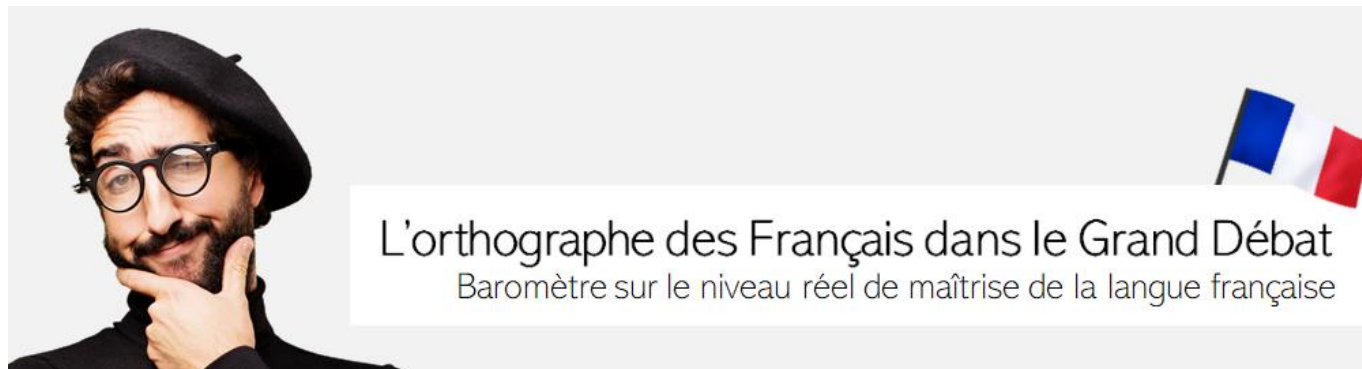 L'orthographe des Français dans le Grand Débat
Baromètre sur le niveau réel de maîtrise de la langue française